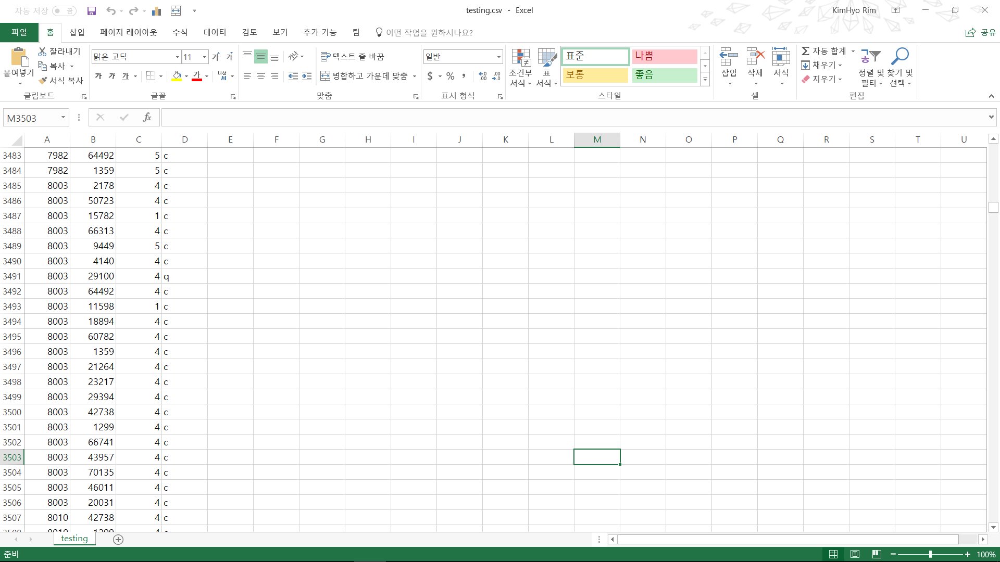 자동 저장 끔 testing.csv - Excel KimHyo Rim
파일 홈 삽입 페이지 레이아웃 수식 데이터 검토 보기 추가 기능 팀 어떤 작업을 원하시나요? 공유
붙여넣기 잘라내기 복사 서식 복사
클립보드
맑은 고딕 11 가 가
가 가 가 가 내천
글꼴
텍스트 줄 바꿈
병합하고 가운데 맞춤
맞춤
일반
$ % , .00 .0
표시 형식
조건부 서식 표 서식
표준 나쁨
보통 좋음
스타일
삽입 삭제 서식
셀
자동 합계
채우기
지우기
정렬 및 필터 찾기 및 선택
편집
M3503 fx
A B C D E F G H I J K L M N O P Q R S T U
3483 7982 64492 5 c
3484 7982 1359 5 c
3485 8003 2178 4 c
3486 8003 50723 4 c
3487 8003 15782 1 c
3488 8003 66313 4 c
3489 8003 9449 5 c
3490 8003 4140 4 c
3491 8003 29100 4 q
3492 8003 64492 4 c
3493 8003 11598 1 c
3494 8003 18894 4 c
3495 8003 60782 4 c
3496 8003 1359 4 c
3497 8003 21264 4 c
3498 8003 23217 4 c
3499 8003 29394 4 c
3500 8003 42738 4 c
3501 8003 1299 4 c
3502 8003 66741 4 c
3503 8003 43957 4 c
3504 8003 70135 4 c
3505 8003 46011 4 c
3506 8003 20031 4 c
3507 8010 42738 4 c
3508 8010 1299 4 c
testing
준비 100%